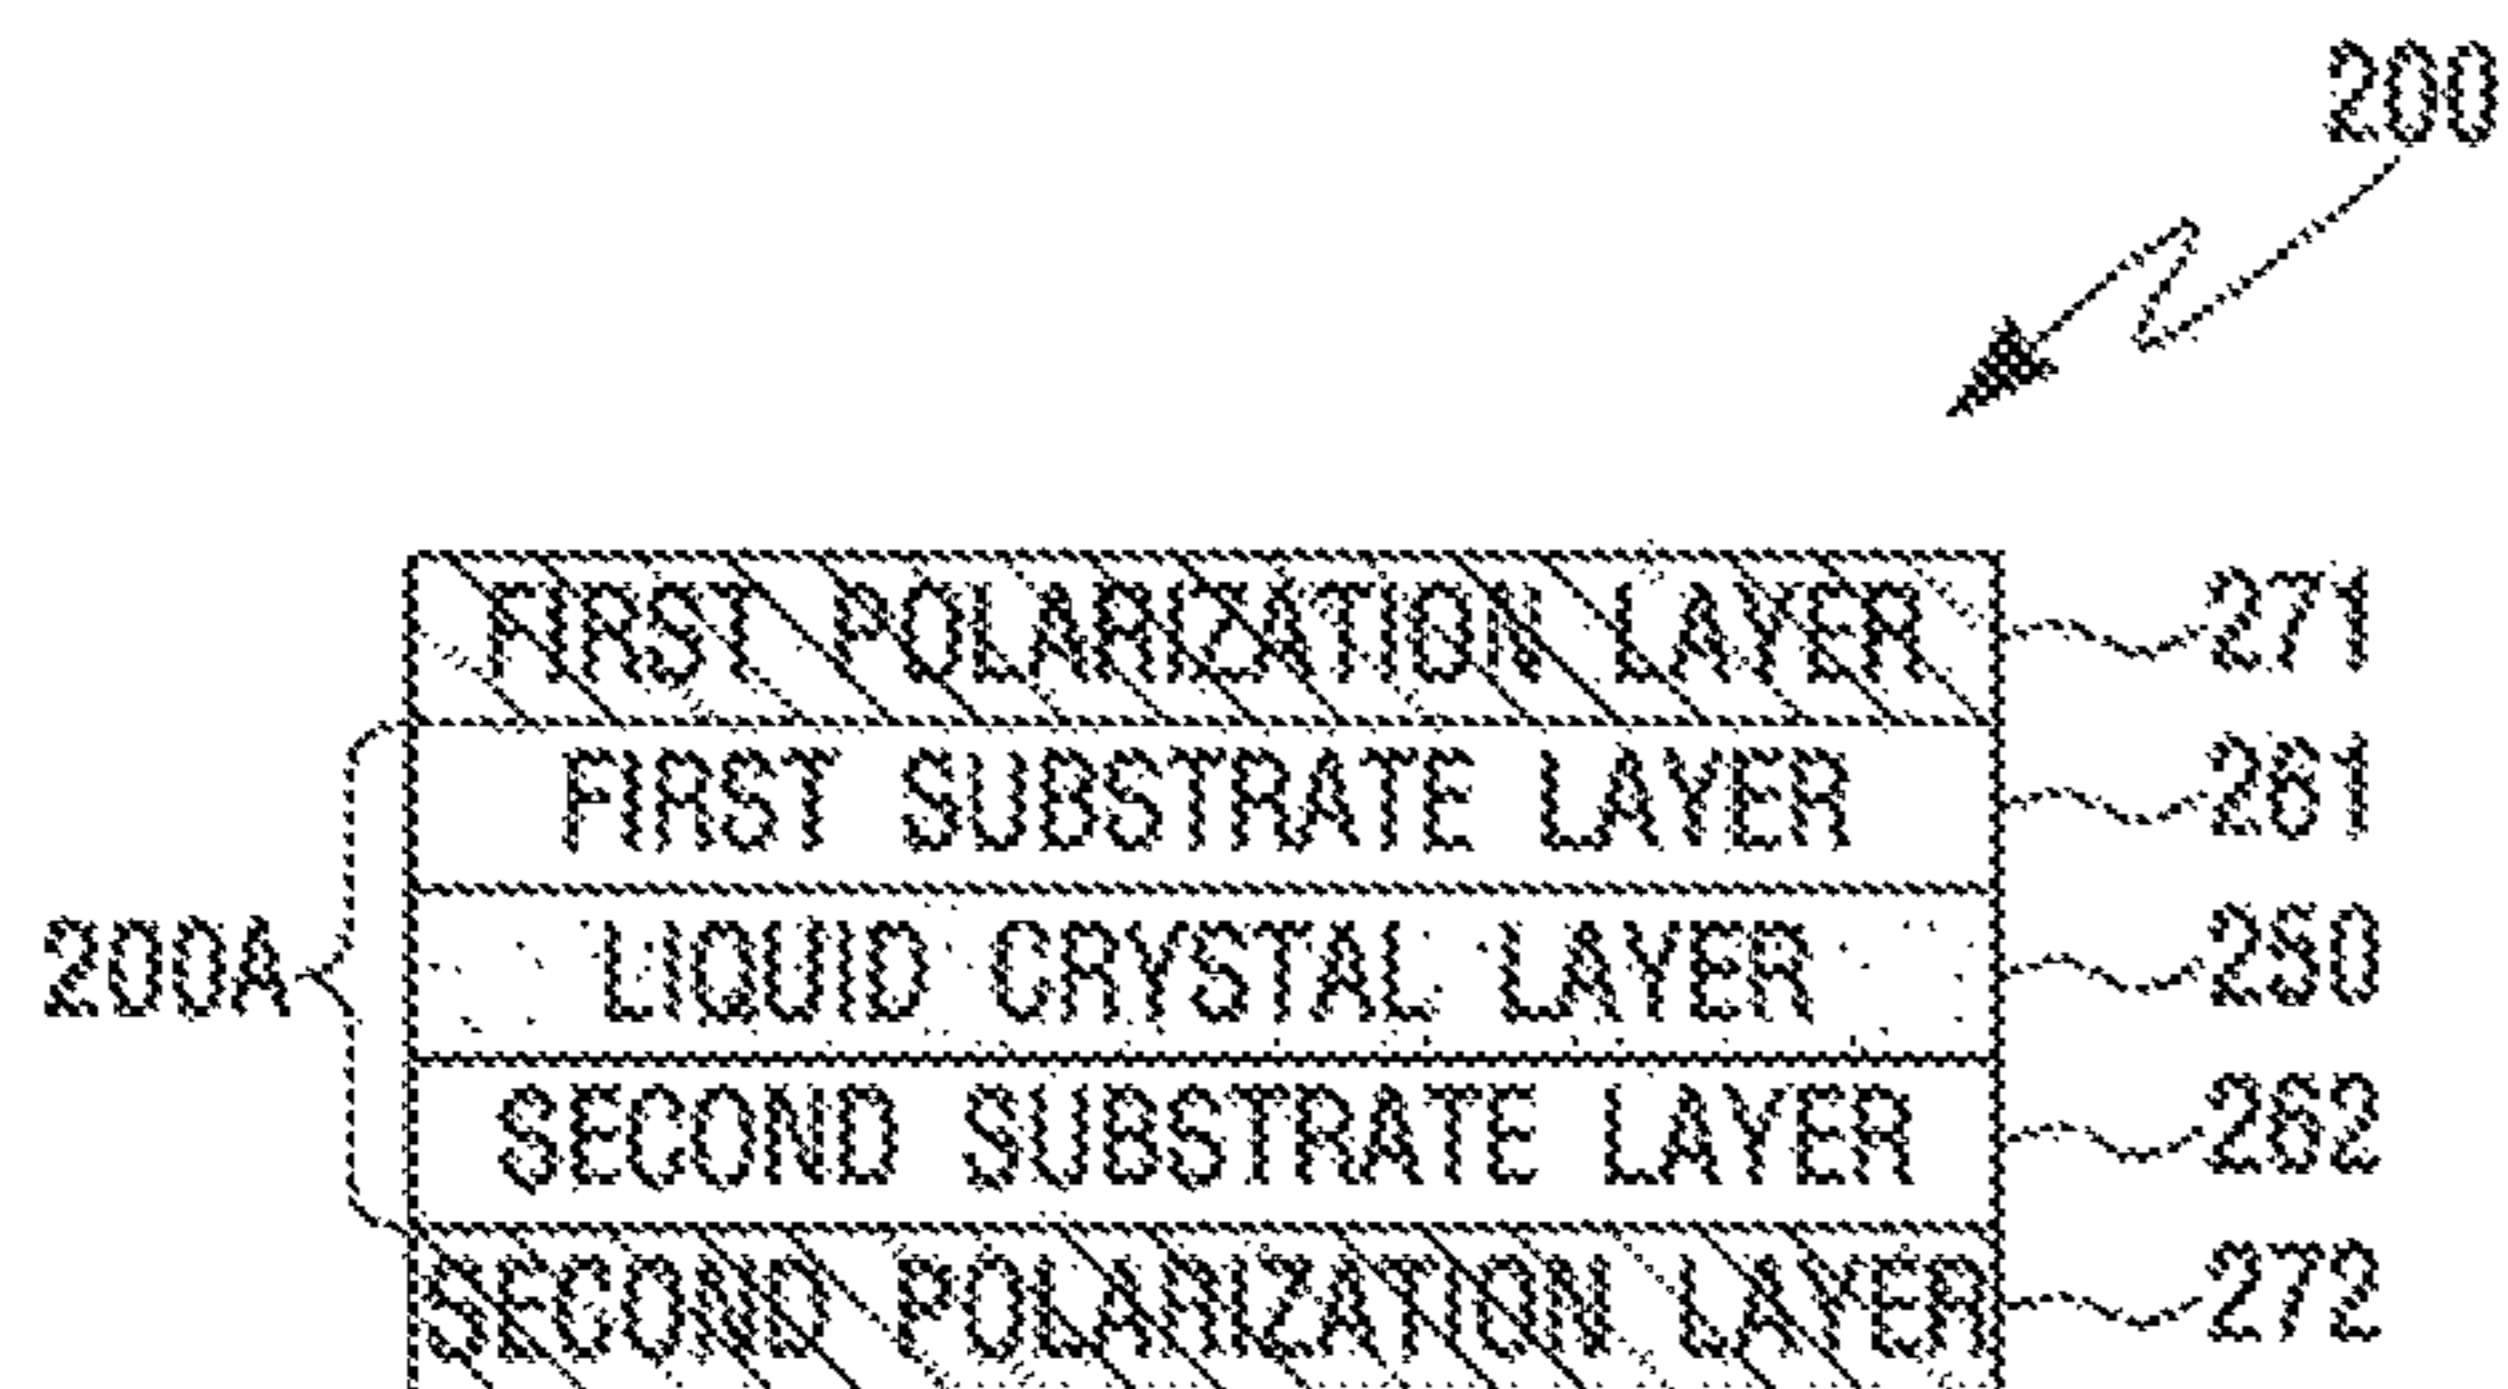 200
FIRST POLARIZATION LAYER 271
FIRST SUBSTRATE LAYER 261
200A LIQUID CRYSTAL LAYER 250
SECOND SUBSTRATE LAYER 262
SECOND POLARIZATION LAYER 272